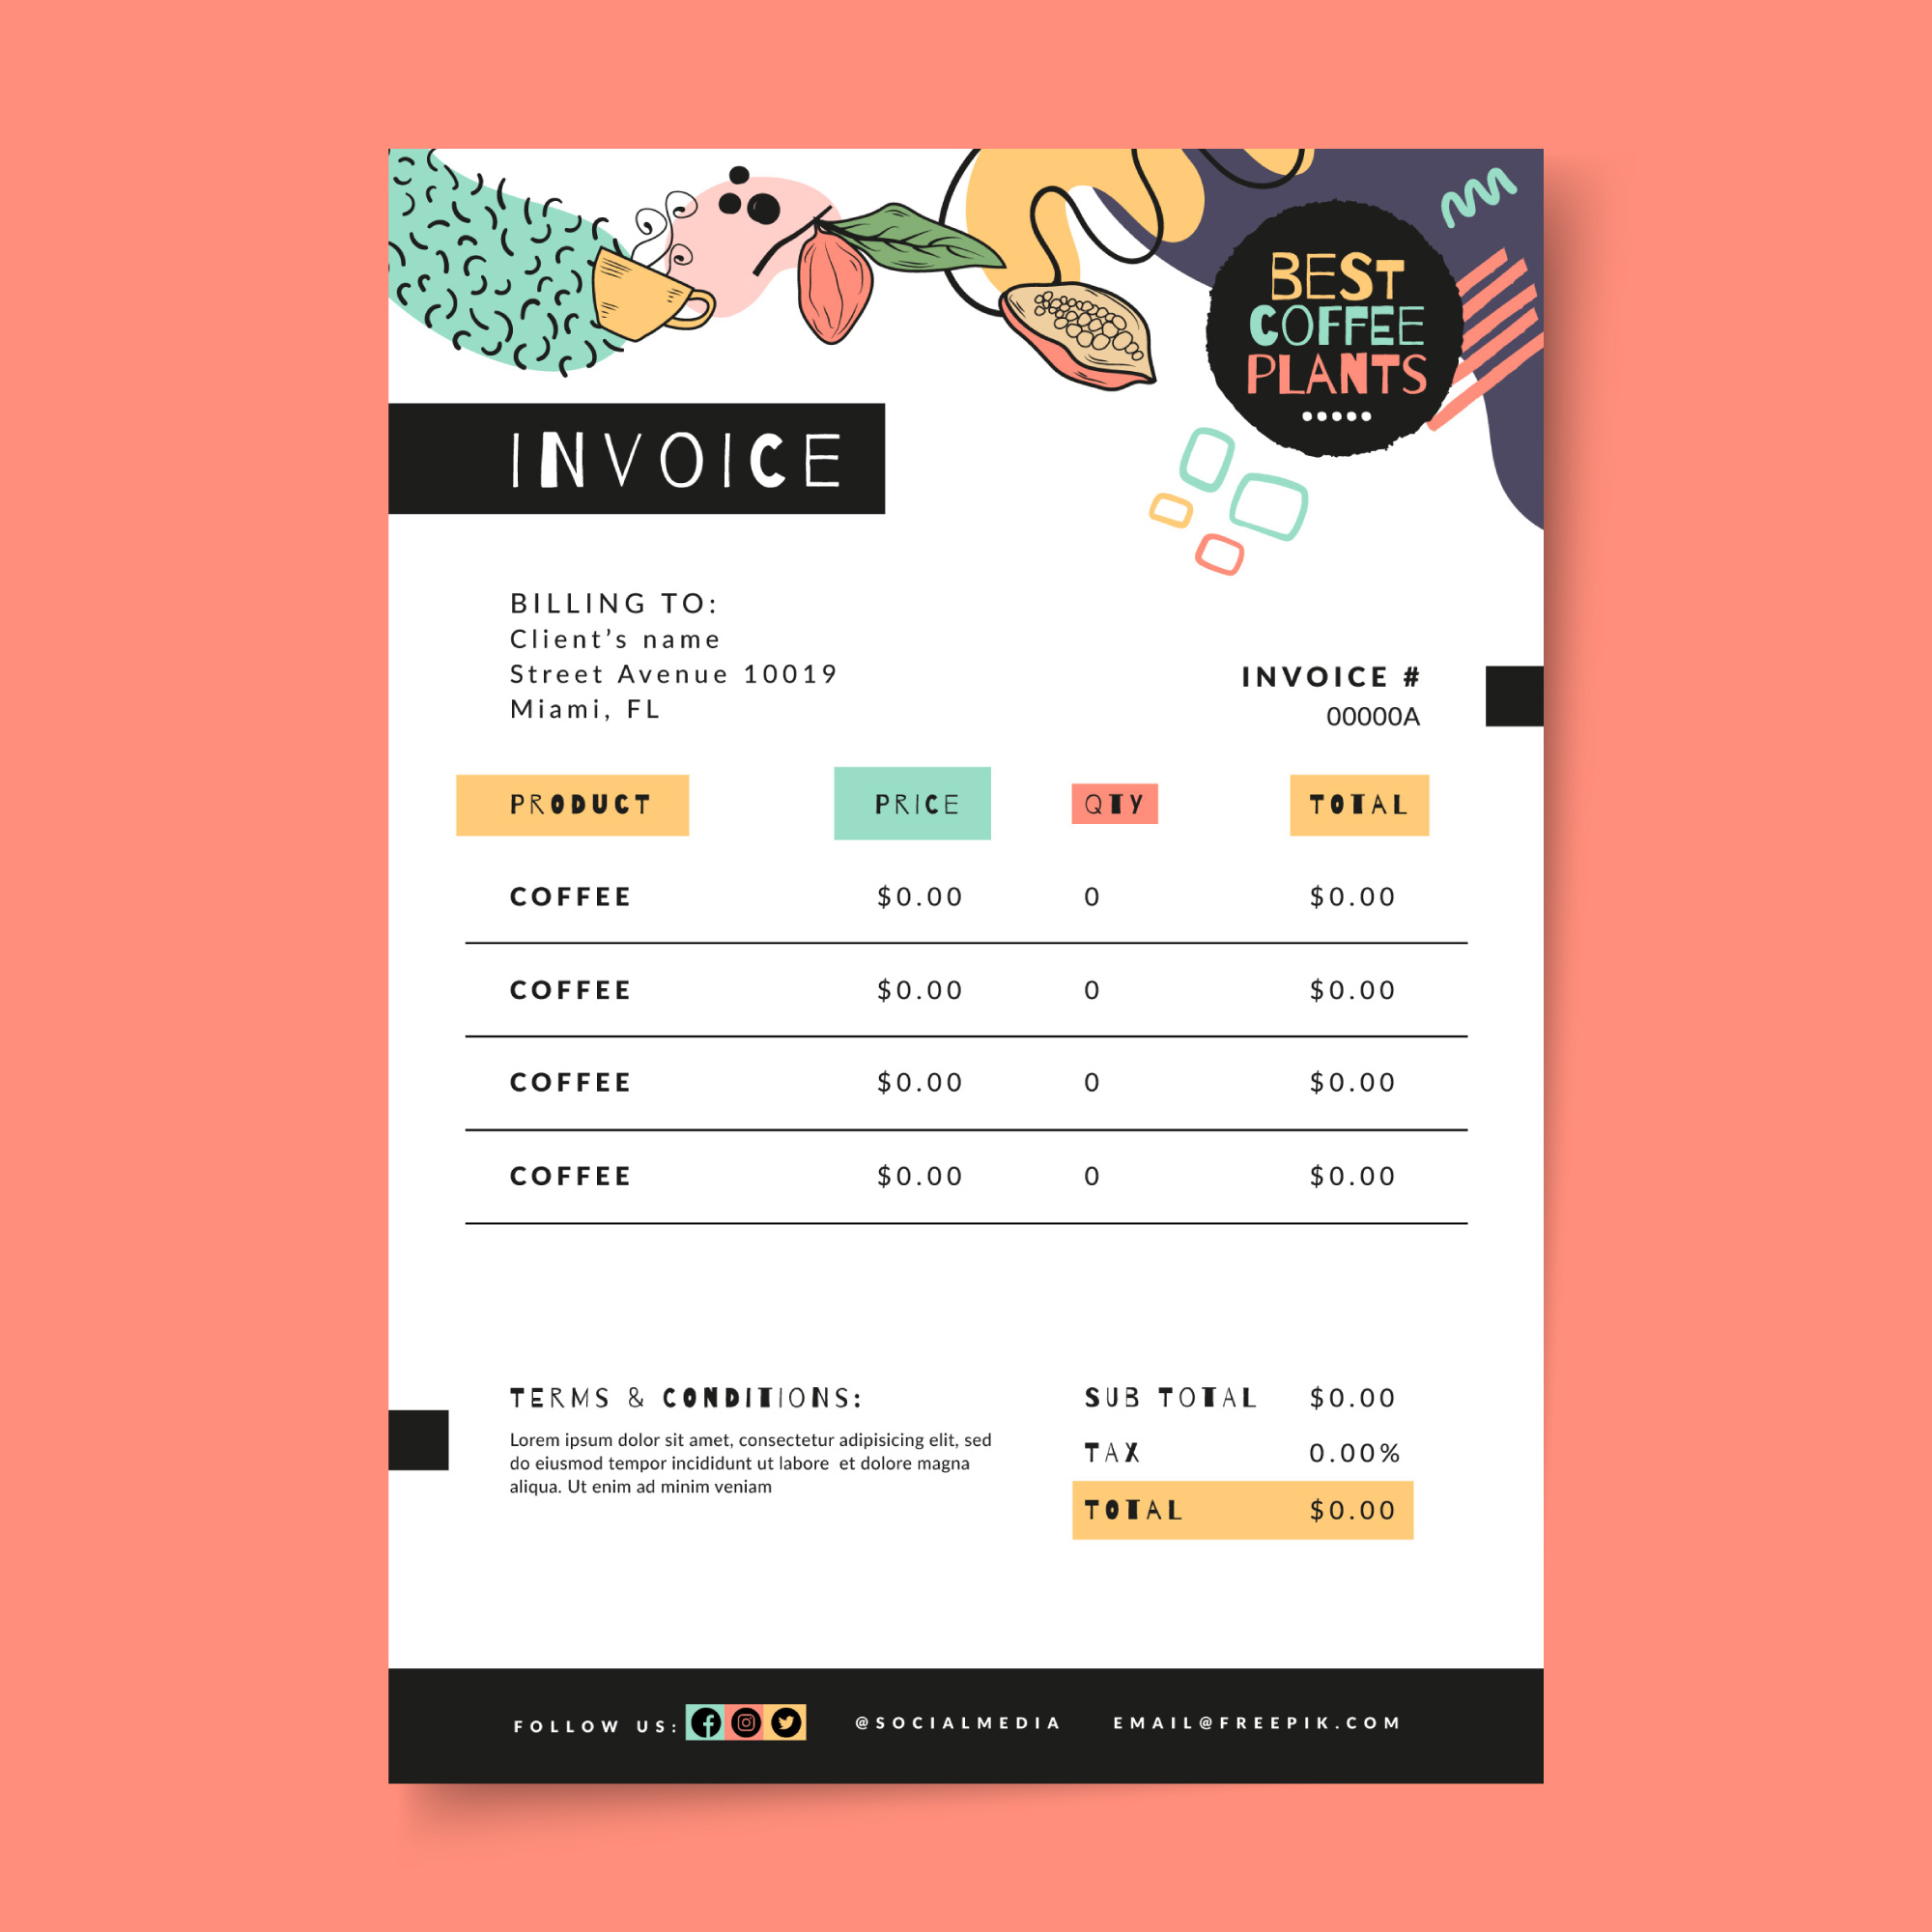 BEST
COFFEE
PLANTS
INVOICE
BILLING TO:
Client’s name
Street Avenue 10019
Miami, FL
INVOICE #
00000A
PRODUCT PRICE QTY TOTAL
COFFEE $0.00 0 $0.00
COFFEE $0.00 0 $0.00
COFFEE $0.00 0 $0.00
COFFEE $0.00 0 $0.00
TERMS & CONDITIONS:
Lorem ipsum dolor sit amet, consectetur adipisicing elit, sed
do eiusmod tempor incididunt ut labore et dolore magna
aliqua. Ut enim ad minim veniam
SUB TOTAL $0.00
TAX 0.00%
TOTAL $0.00
FOLLOW US: @SOCIALMEDIA EMAIL@FREEPIK.COM